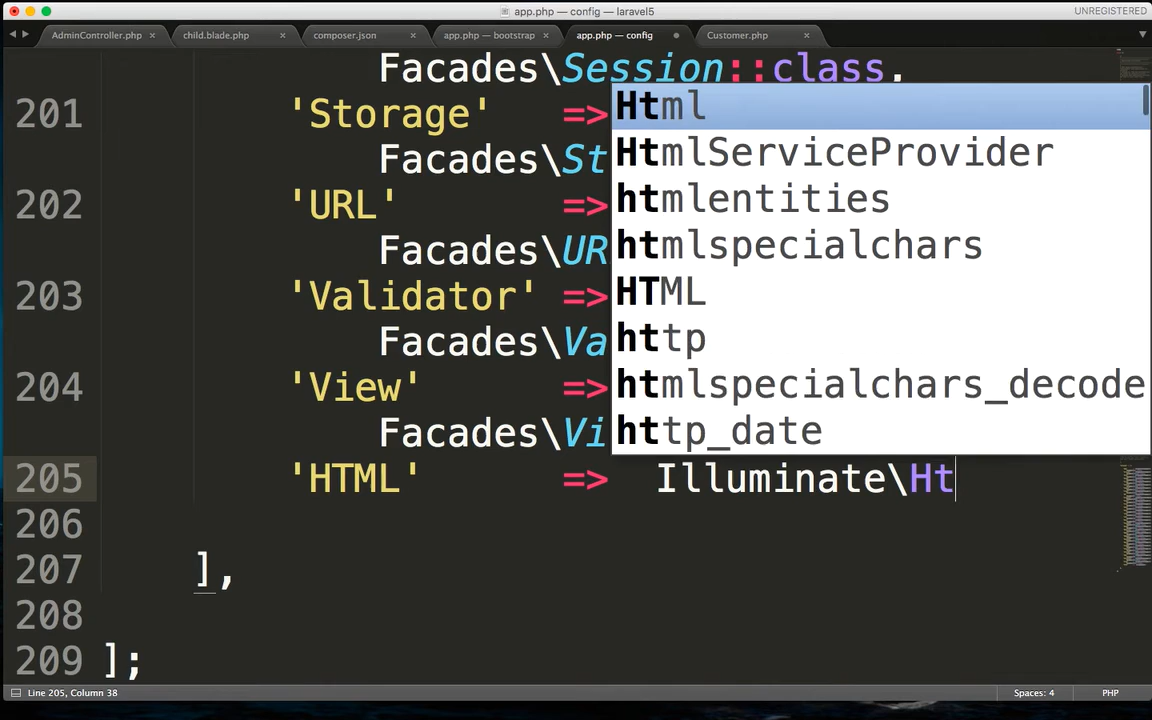 app.php — config — laravel5
UNREGISTERED
AdminController.php × child.blade.php × composer.json × app.php — bootstrap × app.php — config Customer.php ×
Facades\Session::class,
201 'Storage' =>
Facades\St
202 'URL' =>
Facades\UR
203 'Validator' =>
Facades\Va
204 'View' =>
Facades\Vi
205 'HTML' => Illuminate\Ht
206
207 ],
208
209 ];
Html
HtmlServiceProvider
htmlentities
htmlspecialchars
HTML
http
htmlspecialchars_decode
http_date
Line 205, Column 38
Spaces: 4
PHP